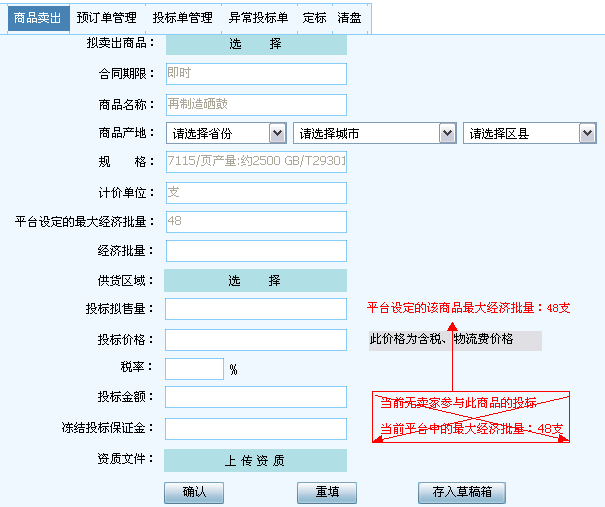 商品卖出 预订单管理 投标单管理 异常投标单 定标 清盘
拟卖出商品： 选 择
合同期限： 即时
商品名称： 再制造硒鼓
商品产地： 请选择省份 请选择城市 请选择区县
规 格： 7115/页产量:约2500 GB/T29301
计价单位： 支
平台设定的最大经济批量： 48
经济批量：
供货区域： 选 择
投标拟售量： 平台设定的该商品最大经济批量：48支
投标价格： 此价格为含税、物流费价格
税率： %
投标金额： 当前无卖家参与此商品的投标
冻结投标保证金： 当前平台中的最大经济批量：48支
资质文件： 上传资质
确认 重填 存入草稿箱